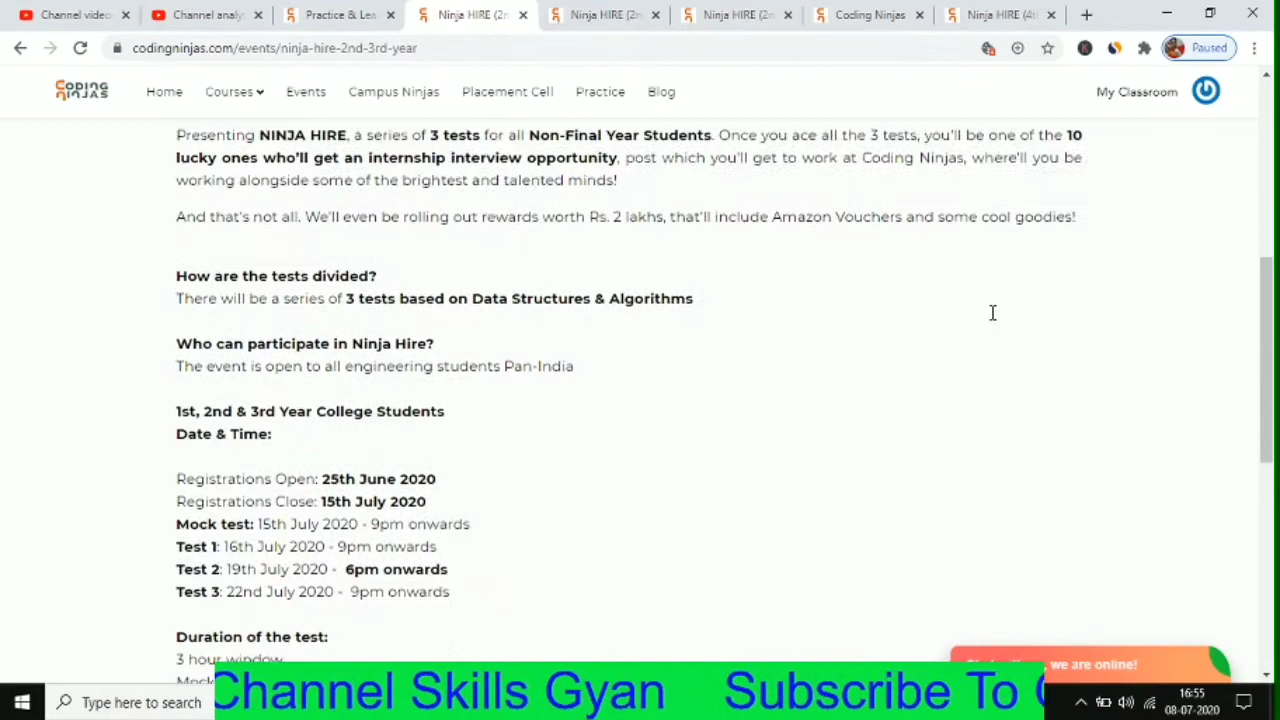 Channel video
Channel analy
Practice & Lea
Ninja HIRE (2n
Ninja HIRE [2n
Ninja HIRE (2n
Coding Ninjas
Ninja HIRE (4t
codingninjas.com/events/ninja-hire-2nd-3rd-year
Paused
CODING NINJAS
Home Courses Events Campus Ninjas Placement Cell Practice Blog My Classroom
Presenting NINJA HIRE, a series of 3 tests for all Non-Final Year Students. Once you ace all the 3 tests, you'll be one of the 10
lucky ones who'll get an internship interview opportunity, post which you'll get to work at Coding Ninjas, where'll you be
working alongside some of the brightest and talented minds!
And that's not all. We'll even be rolling out rewards worth Rs. 2 lakhs, that'll include Amazon Vouchers and some cool goodies!
How are the tests divided?
There will be a series of 3 tests based on Data Structures & Algorithms
Who can participate in Ninja Hire?
The event is open to all engineering students Pan-India
1st, 2nd & 3rd Year College Students
Date & Time:
Registrations Open: 25th June 2020
Registrations Close: 15th July 2020
Mock test: 15th July 2020 - 9pm onwards
Test 1: 16th July 2020 - 9pm onwards
Test 2: 19th July 2020 - 6pm onwards
Test 3: 22nd July 2020 - 9pm onwards
Duration of the test:
3 hour window
we are online!
Channel Skills Gyan Subscribe To
Type here to search
16:55
08-07-2020